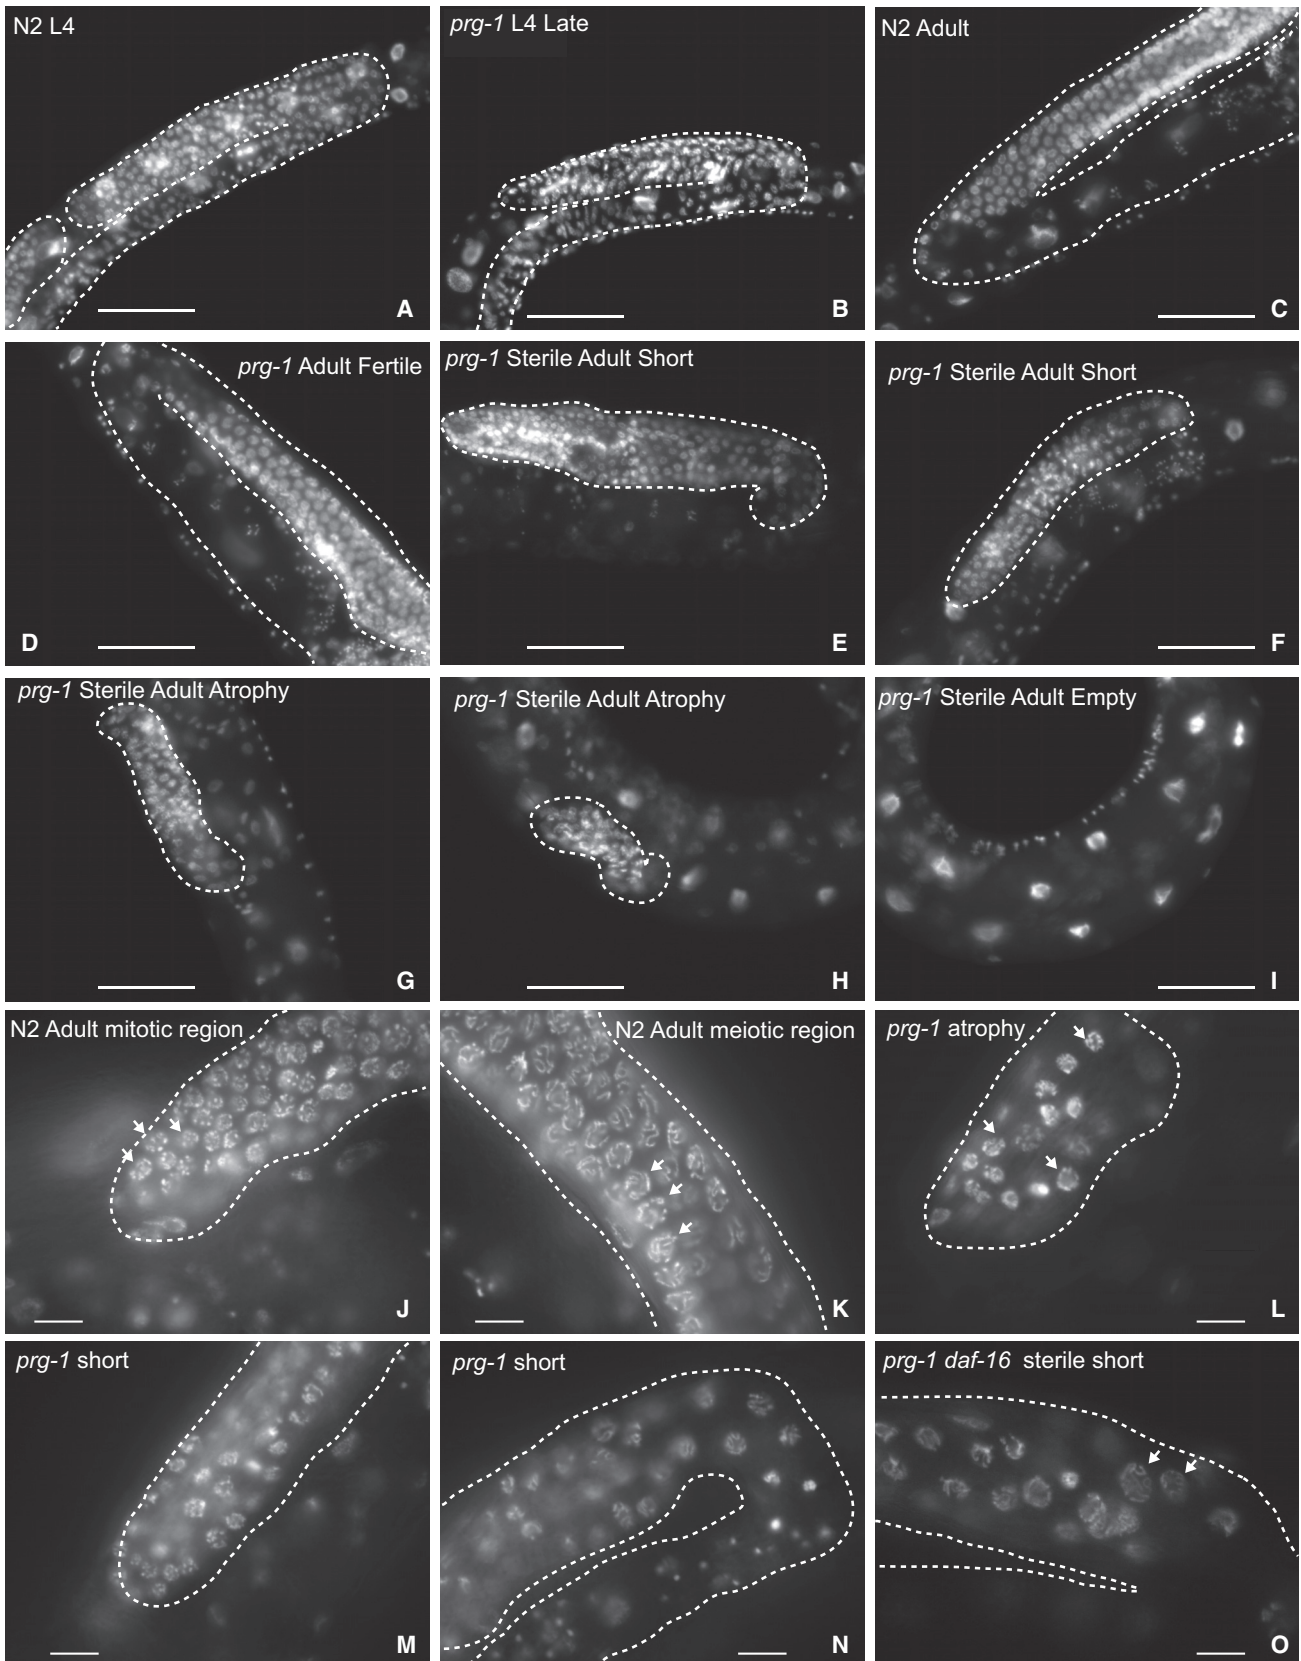 N2 L4
A
prg-1 L4 Late
B
N2 Adult
C
prg-1 Adult Fertile
D
prg-1 Sterile Adult Short
E
prg-1 Sterile Adult Short
F
prg-1 Sterile Adult Atrophy
G
prg-1 Sterile Adult Atrophy
H
prg-1 Sterile Adult Empty
I
N2 Adult mitotic region
J
N2 Adult meiotic region
K
prg-1 atrophy
L
prg-1 short
M
prg-1 short
N
prg-1 daf-16 sterile short
O